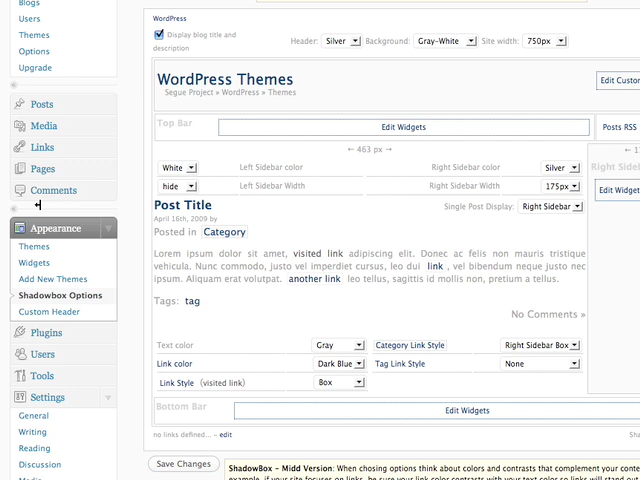 Blogs
Users
Themes
Options
Upgrade
Posts
Media
Links
Pages
Comments
Appearance
Themes
Widgets
Add New Themes
Shadowbox Options
Custom Header
Plugins
Users
Tools
Settings
General
Writing
Reading
Discussion
WordPress
Display blog title and
description
Header: Silver Background: Gray-White Site width: 750px
WordPress Themes
Segue Project » WordPress » Themes
Edit Custom
Top Bar Edit Widgets Posts RSS
← 463 px →
White Left Sidebar color Right Sidebar color Silver
Right Sideba
hide Left Sidebar Width Right Sidebar Width 175px
Edit Widget
Post Title Single Post Display: Right Sidebar
April 16th, 2009 by
Posted in Category
Lorem ipsum dolor sit amet, visited link adipiscing elit. Donec ac felis non mauris tristique
vehicula. Nunc commodo, justo vel imperdiet cursus, leo dui link , vel bibendum neque justo nec
ipsum. Aliquam erat volutpat. another link leo tellus, sagittis id mollis non, pretium a tellus.
Tags: tag
No Comments »
Text color Gray Category Link Style Right Sidebar Box
Link color Dark Blue Tag Link Style None
Link Style (visited link) Box
Bottom Bar Edit Widgets
no links defined... - edit Sha
Save Changes
ShadowBox - Midd Version: When choosing options think about colors and contrasts that complement your conte